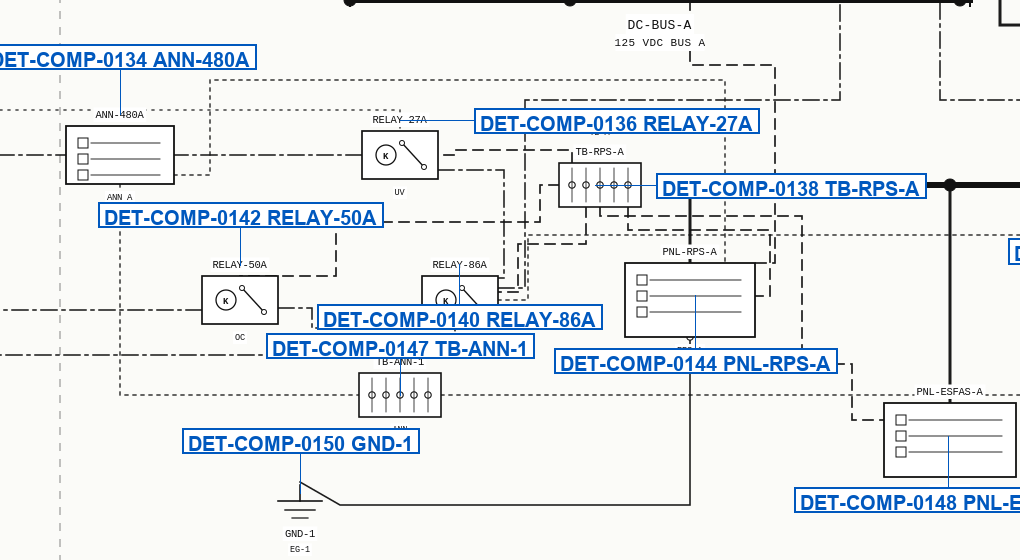 DC-BUS-A
125 VDC BUS A
DET-COMP-0134 ANN-480A
ANN-480A
RELAY-27A
DET-COMP-0136 RELAY-27A
K
TB-RPS-A
ANN A
UV
DET-COMP-0138 TB-RPS-A
DET-COMP-0142 RELAY-50A
PNL-RPS-A
RELAY-50A
RELAY-86A
K
K
DET-COMP-0140 RELAY-86A
OC
DET-COMP-0147 TB-ANN-1
TB-ANN-1
DET-COMP-0144 PNL-RPS-A
PNL-ESFAS-A
DET-COMP-0150 GND-1
DET-COMP-0148 PNL-E
GND-1
EG-1